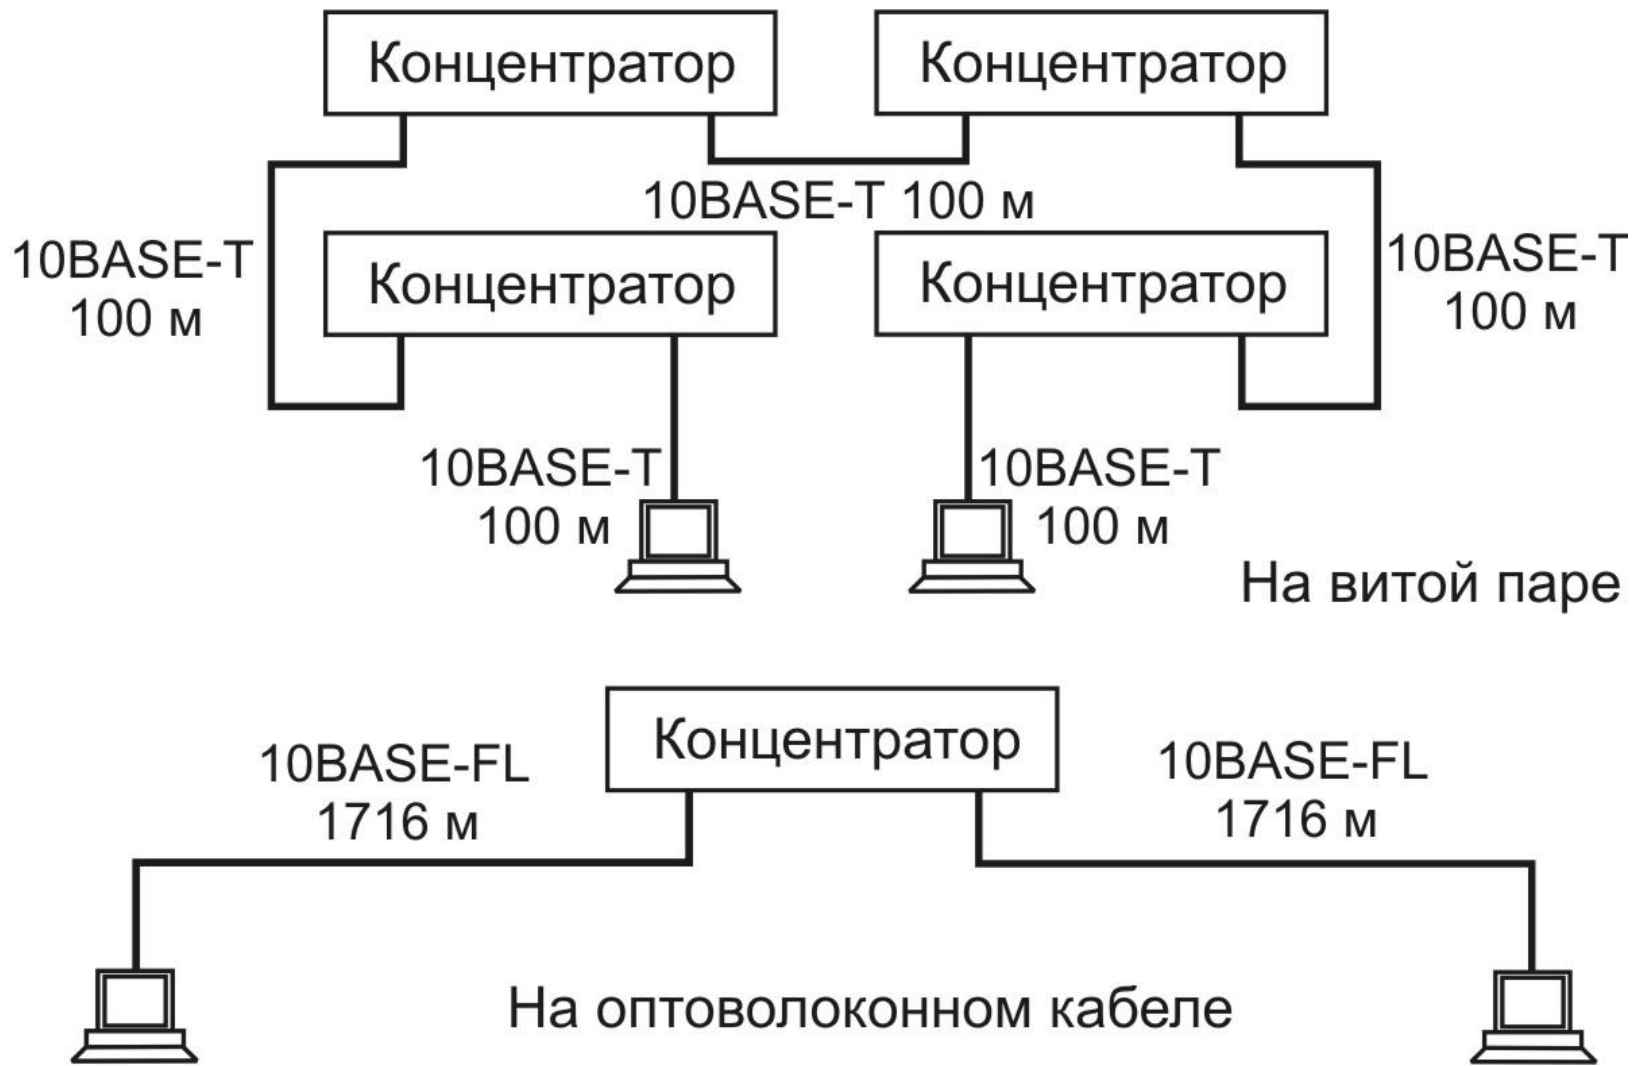 Концентратор
Концентратор
10BASE-T 100 м
10BASE-T
100 м
Концентратор
Концентратор
10BASE-T
100 м
10BASE-T
100 м
10BASE-T
100 м
На витой паре
Концентратор
10BASE-FL
1716 м
10BASE-FL
1716 м
На оптоволоконном кабеле